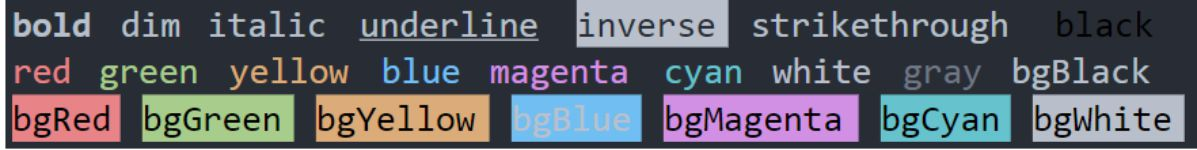 bold dim italic underline inverse strikethrough black
red green yellow blue magenta cyan white gray bgBlack
bgRed bgGreen bgYellow bgBlue bgMagenta bgCyan bgWhite